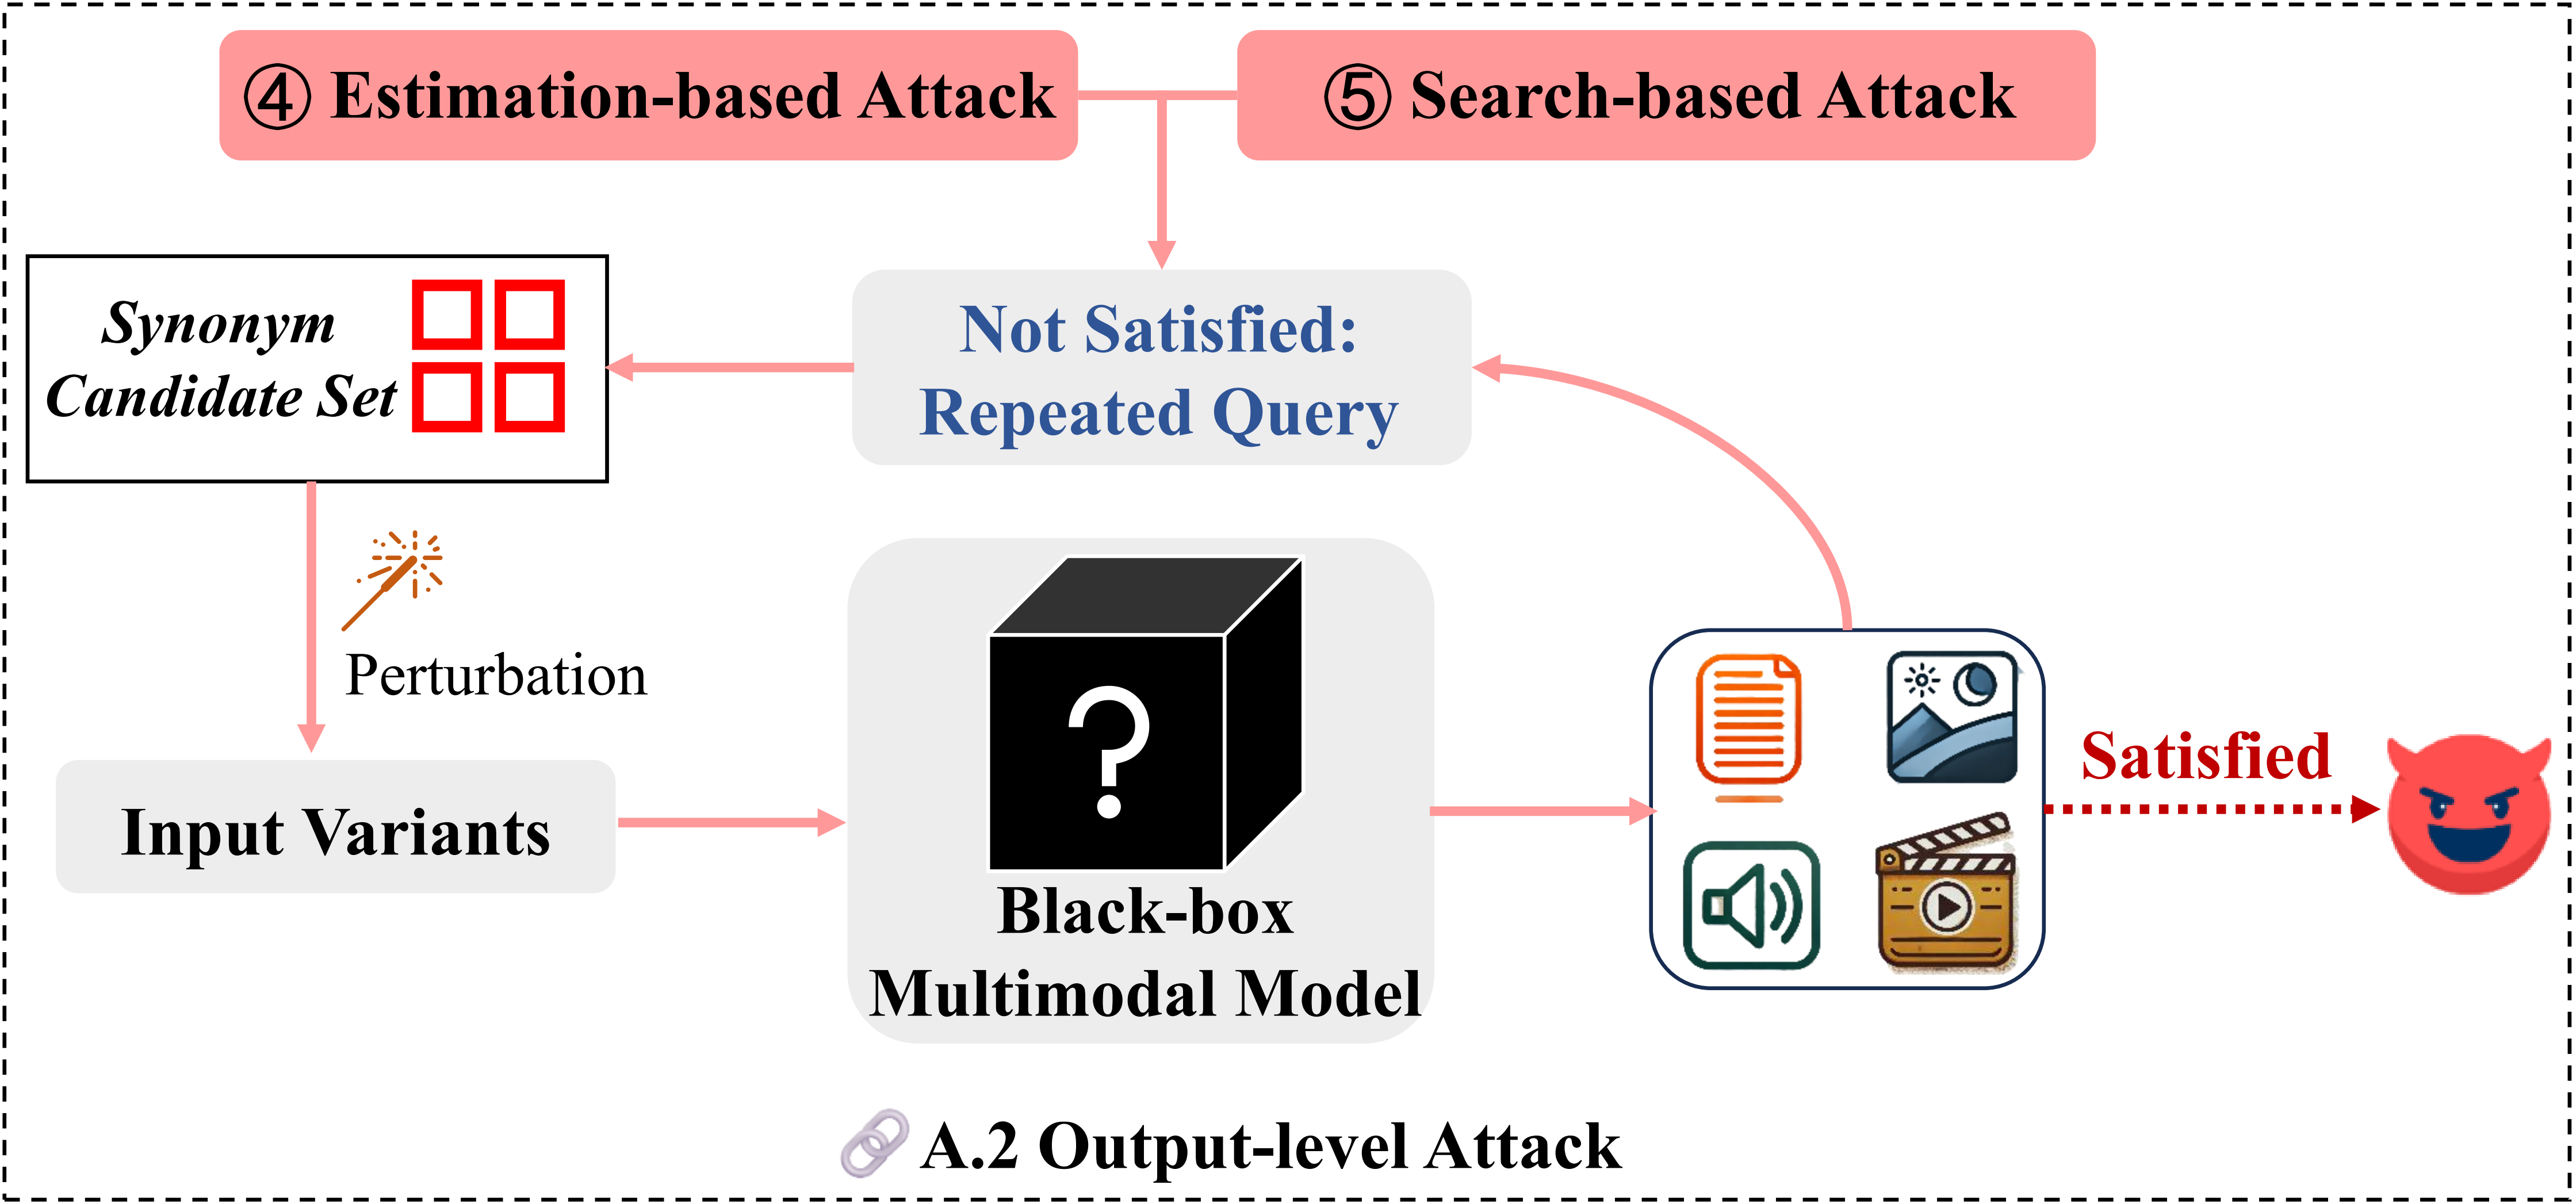 ④ Estimation-based Attack
⑤ Search-based Attack
Synonym
Candidate Set
Not Satisfied:
Repeated Query
Perturbation
Input Variants
?
Black-box
Multimodal Model
Satisfied
A.2 Output-level Attack